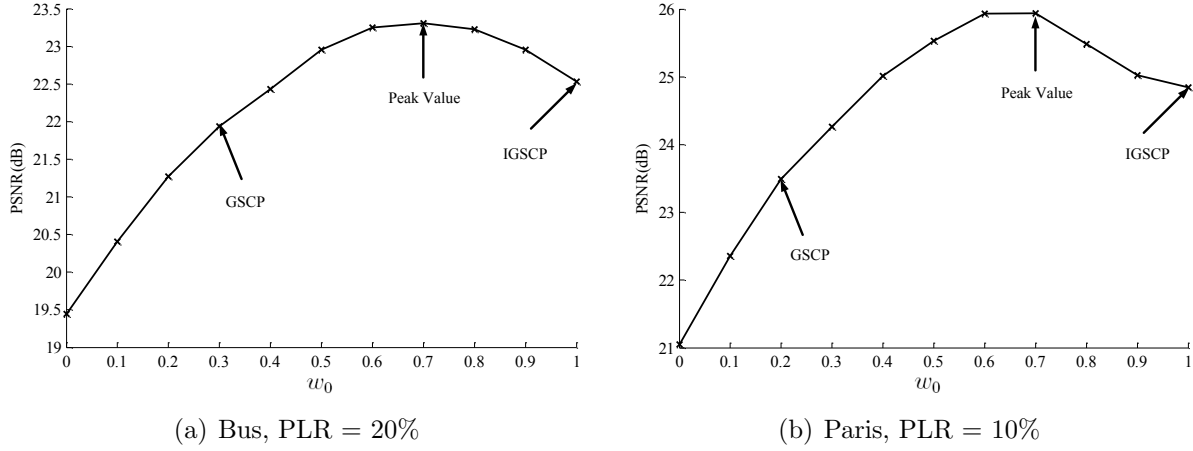 23.5
23
22.5
22
21.5
21
20.5
20
19.5
19
PSNR(dB)
0 0.1 0.2 0.3 0.4 0.5 0.6 0.7 0.8 0.9 1
w0
GSCP
Peak Value
IGSCP
(a) Bus, PLR = 20%
26
25
24
23
22
21
PSNR(dB)
0 0.1 0.2 0.3 0.4 0.5 0.6 0.7 0.8 0.9 1
w0
GSCP
Peak Value
IGSCP
(b) Paris, PLR = 10%